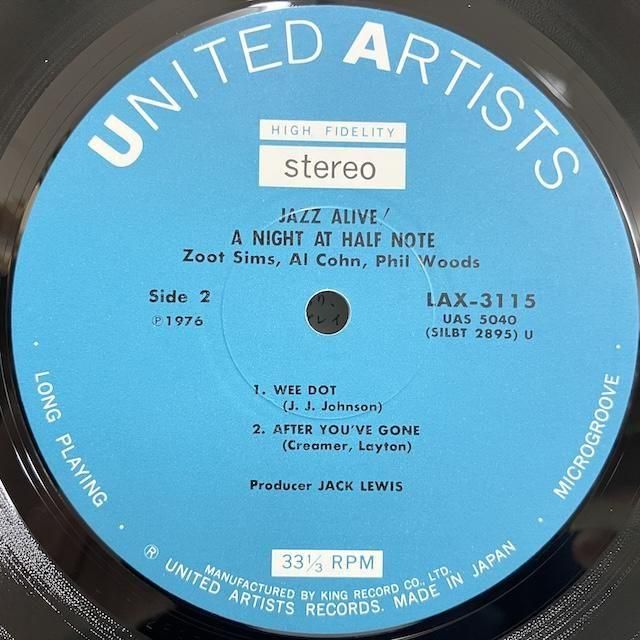 UNITED ARTISTS
HIGH FIDELITY
stereo
JAZZ ALIVE!
A NIGHT AT HALF NOTE
Zoot Sims, Al Cohn, Phil Woods
Side 2
℗1976
LAX-3115
UAS 5040
(SILBT 2895) U
1. WEE DOT
(J. J. Johnson)
2. AFTER YOU'VE GONE
(Creamer, Layton)
Producer JACK LEWIS
· LONG PLAYING ·
· MICROGROOVE ·
33⅓ RPM
MANUFACTURED BY KING RECORD CO., LTD.
® UNITED ARTISTS RECORDS. MADE IN JAPAN